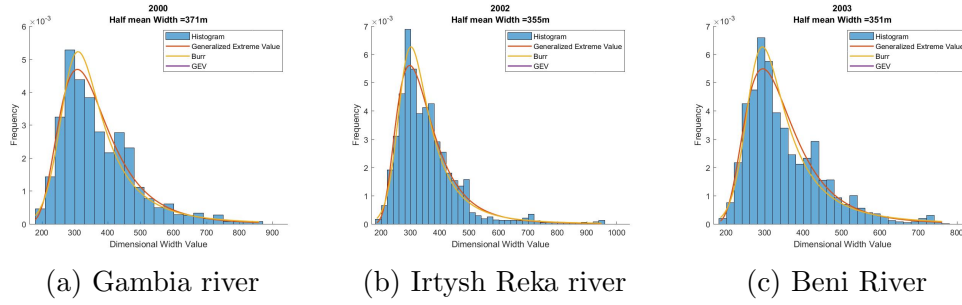 2000
Half mean Width =371m
×10⁻³
6
5
4
3
2
1
0
Frequency
200 300 400 500 600 700 800 900
Dimensional Width Value
Histogram
Generalized Extreme Value
Burr
GEV
(a) Gambia river
2002
Half mean Width =355m
×10⁻³
7
6
5
4
3
2
1
0
Frequency
200 300 400 500 600 700 800 900 1000
Dimensional Width Value
Histogram
Generalized Extreme Value
Burr
GEV
(b) Irtysh Reka river
2003
Half mean Width =351m
×10⁻³
8
7
6
5
4
3
2
1
0
Frequency
200 300 400 500 600 700 800
Dimensional Width Value
Histogram
Generalized Extreme Value
Burr
GEV
(c) Beni River